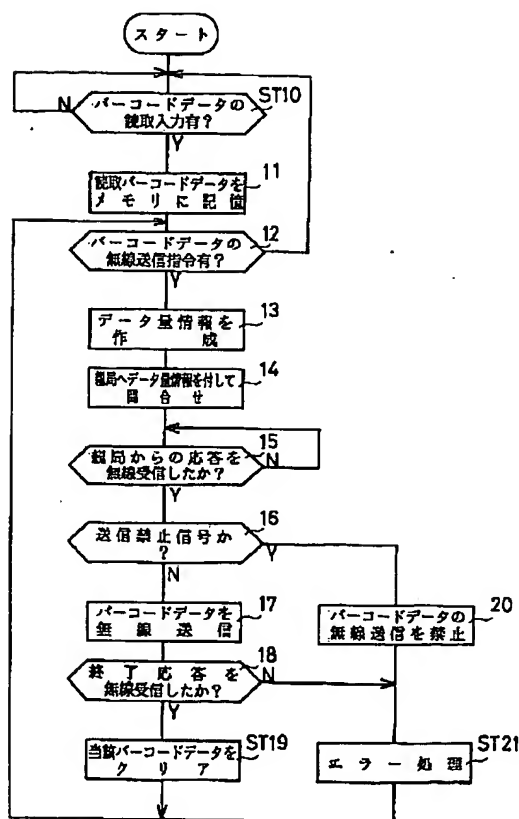 スタート
バーコードデータの
読取入力有?
ST10
N
Y
読取バーコードデータを
メモリに記憶
11
バーコードデータの
無線送信指令有?
12
Y
データ量情報を
作成
13
親局へデータ量情報を付して
問合せ
14
親局からの応答を
無線受信したか?
15
N
Y
送信禁止信号か
?
16
Y
N
バーコードデータを
無線送信
17
バーコードデータの
無線送信を禁止
20
終了応答を
無線受信したか?
18
N
Y
当該バーコードデータを
クリア
ST19
エラー処理
ST21